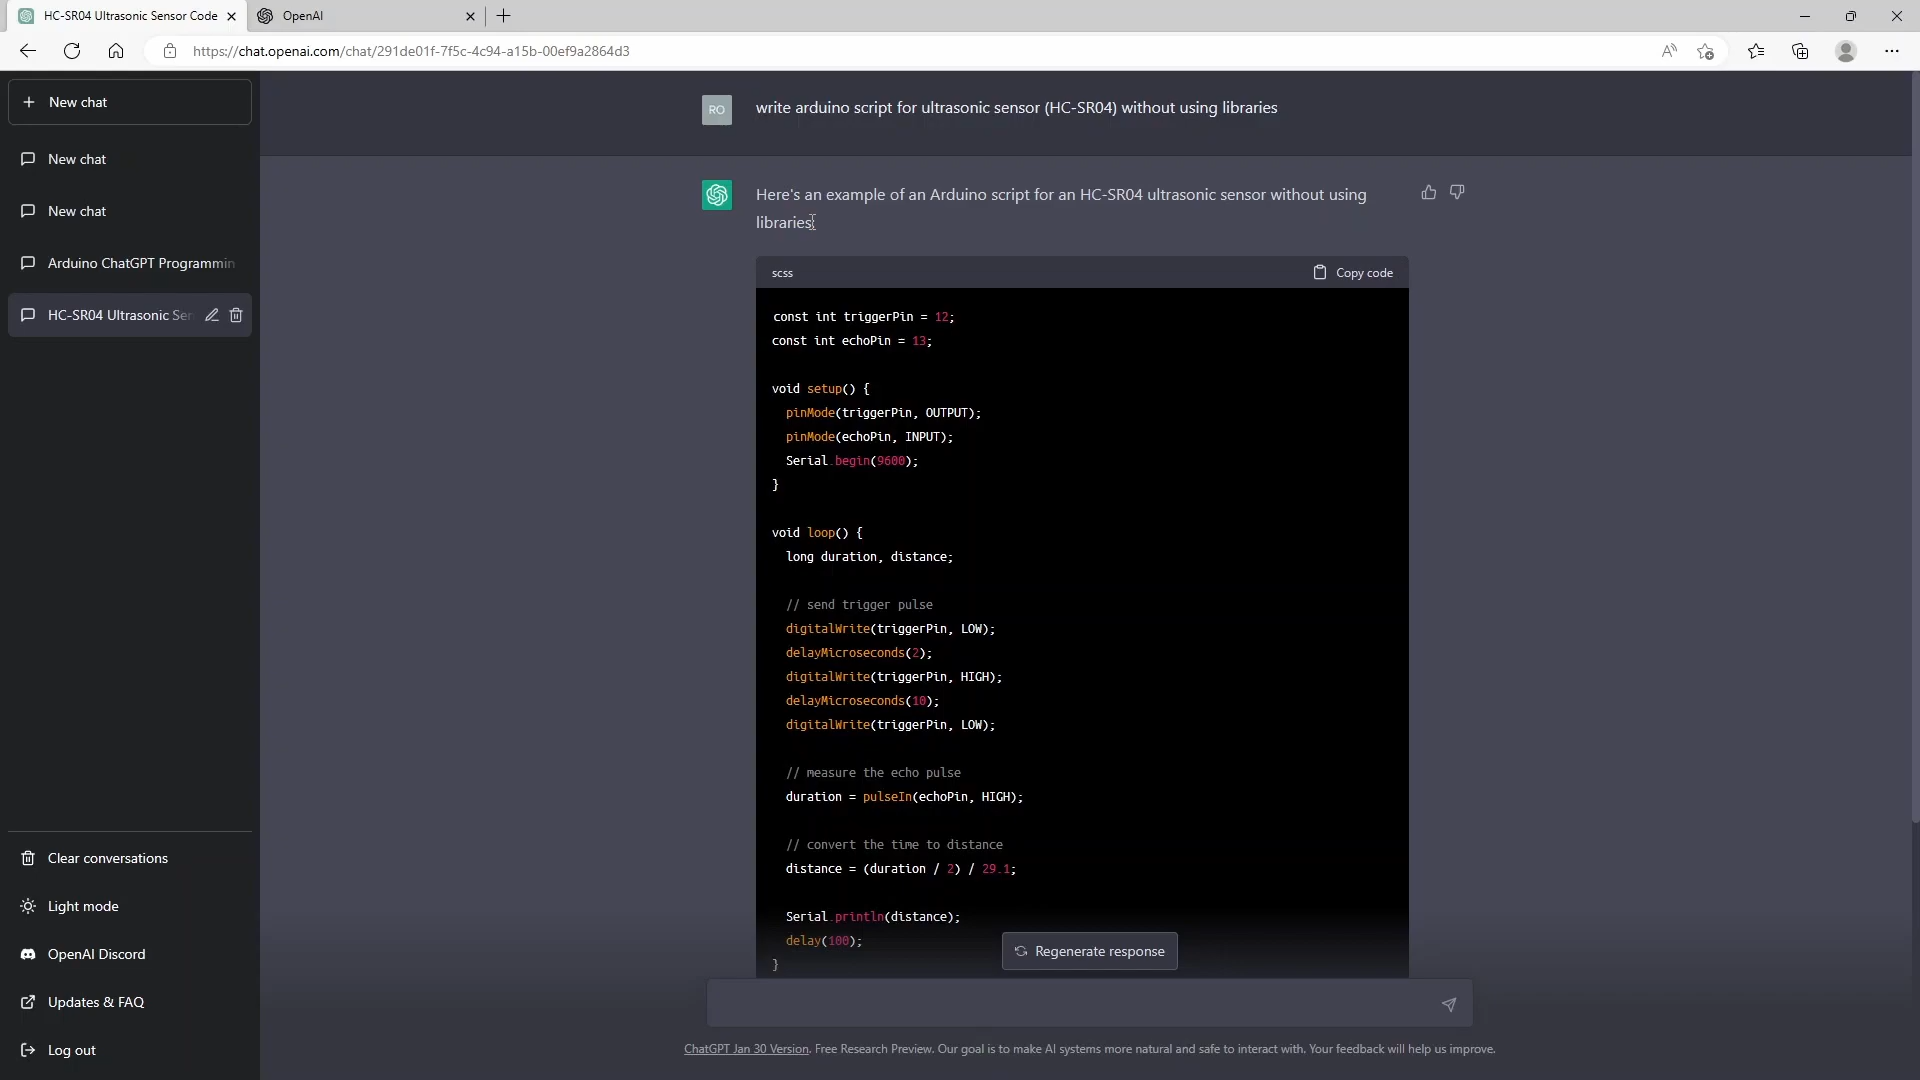 HC-SR04 Ultrasonic Sensor Code
OpenAI
https://chat.openai.com/chat/291de01f-7f5c-4c94-a15b-00ef9a2864d3
New chat
New chat
New chat
Arduino ChatGPT Programmin
HC-SR04 Ultrasonic Ser
Clear conversations
Light mode
OpenAI Discord
Updates & FAQ
Log out
RO
write arduino script for ultrasonic sensor (HC-SR04) without using libraries
Here's an example of an Arduino script for an HC-SR04 ultrasonic sensor without using
libraries
scss
Copy code
const int triggerPin = 12;
const int echoPin = 13;
void setup() {
pinMode(triggerPin, OUTPUT);
pinMode(echoPin, INPUT);
Serial.begin(9600);
}
void loop() {
long duration, distance;
// send trigger pulse
digitalWrite(triggerPin, LOW);
delayMicroseconds(2);
digitalWrite(triggerPin, HIGH);
delayMicroseconds(10);
digitalWrite(triggerPin, LOW);
// measure the echo pulse
duration = pulseIn(echoPin, HIGH);
// convert the time to distance
distance = (duration / 2) / 29.1;
Serial.println(distance);
delay(100);
}
Regenerate response
ChatGPT Jan 30 Version. Free Research Preview. Our goal is to make AI systems more natural and safe to interact with. Your feedback will help us improve.